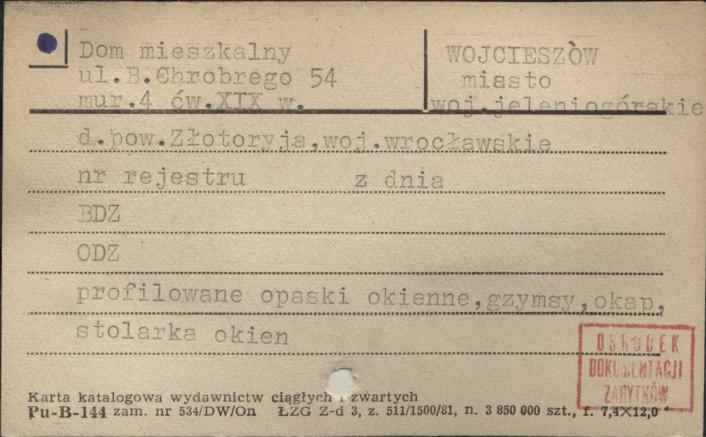 Dom mieszkalny
ul.B.Chrobrego 54
mur.4 ćw.XIX w.
WOJCIESZÓW
miasto
woj.jeleniogórskie
d.pow.Złotoryja,woj.wrocławskie
nr rejestru z dnia
BDZ
ODZ
profilowane opaski okienne,gzymsy,okap,
stolarka okien
OŚRODEK
DOKUMENTACJI
ZABYTKÓW
Karta katalogowa wydawnictw ciągłych i zwartych
Pu-B-144 zam. nr 534/DW/On ŁZG Z-d 3, z. 511/1500/81, n. 3 850 000 szt., f. 7,4×12,0